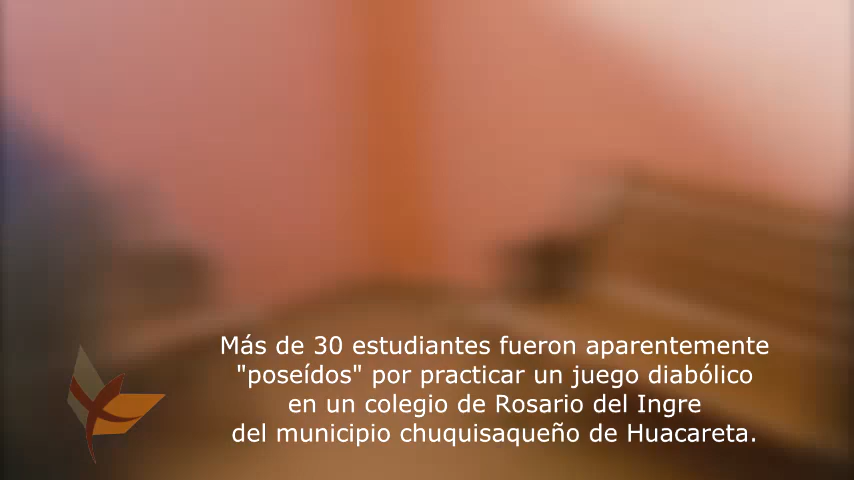 Más de 30 estudiantes fueron aparentemente
"poseídos" por practicar un juego diabólico
en un colegio de Rosario del Ingre
del municipio chuquisaqueño de Huacareta.